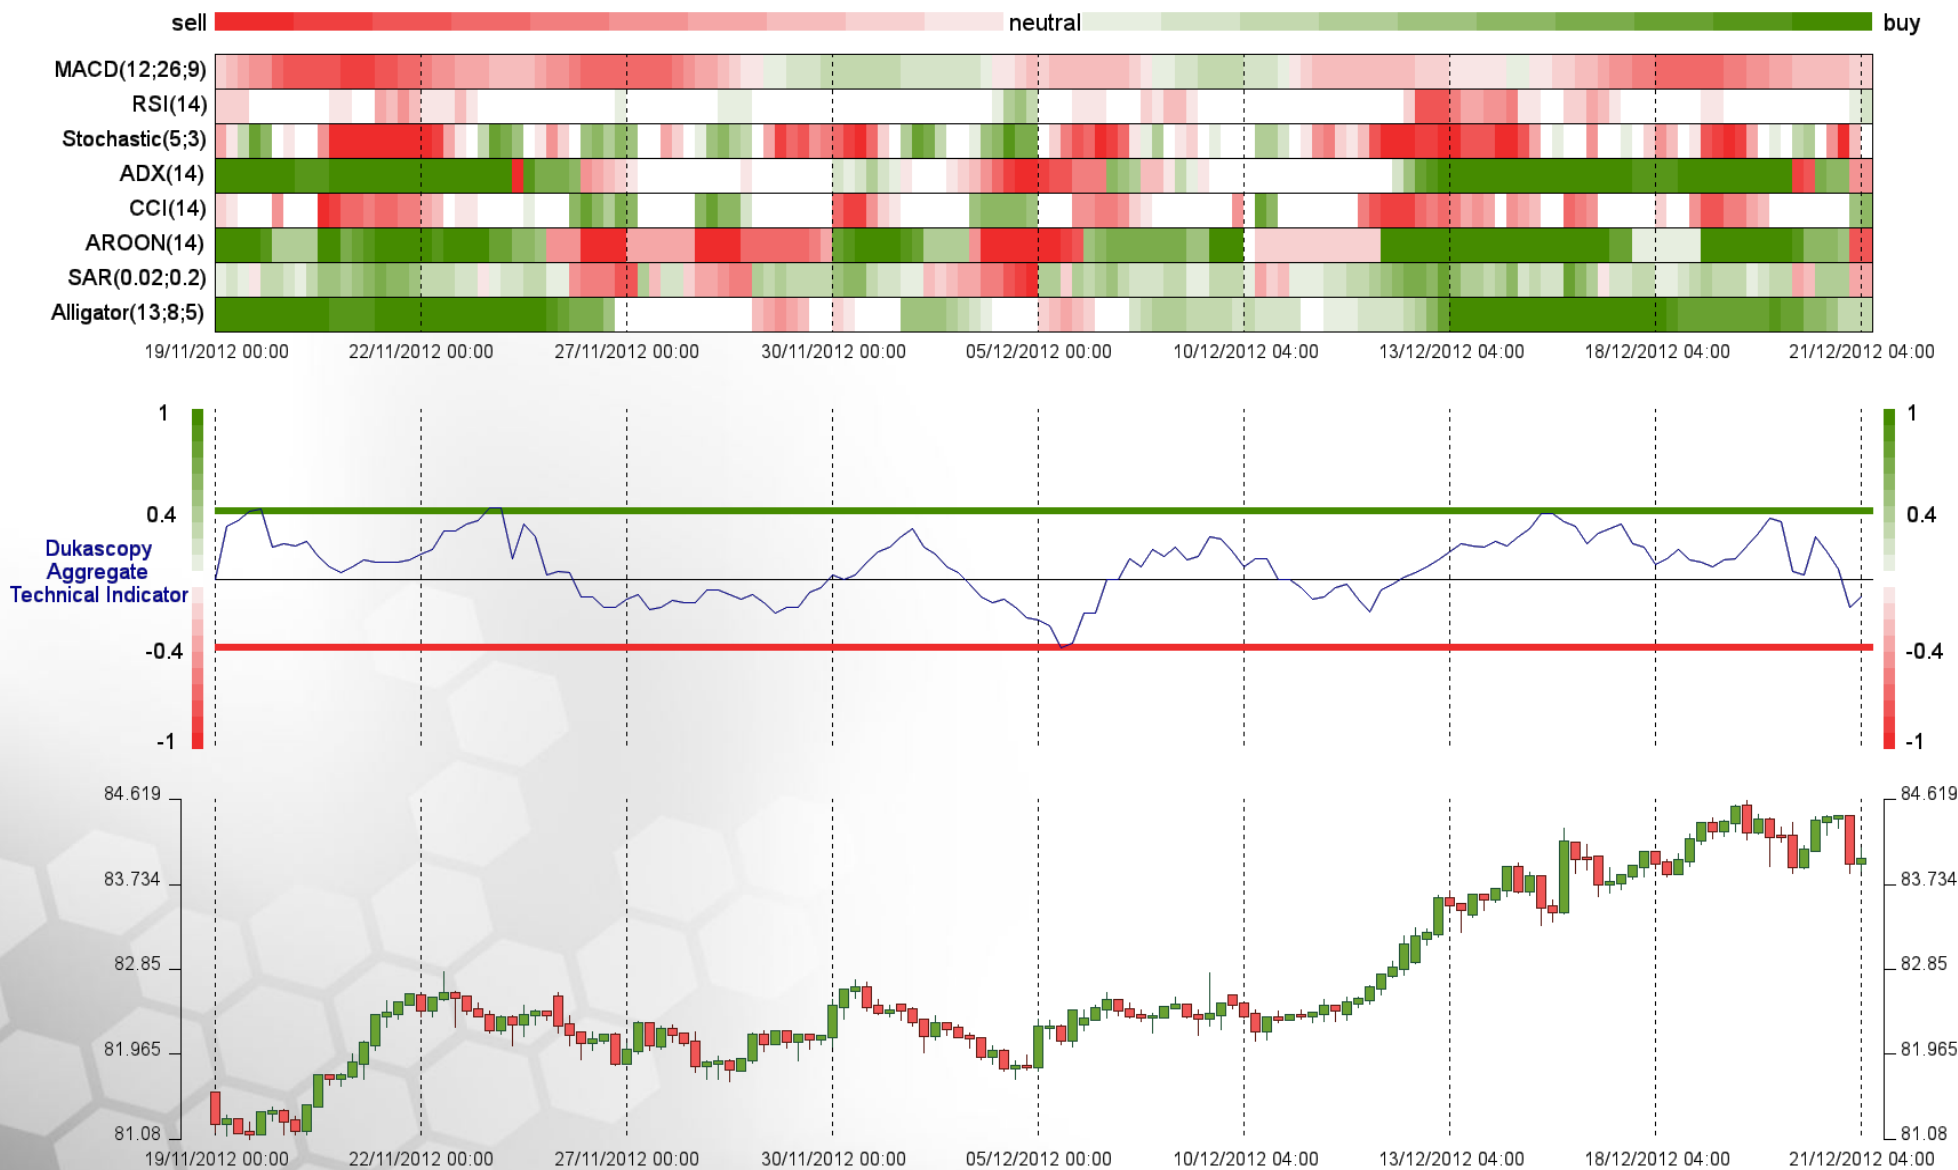 sell neutral buy
MACD(12;26;9)
RSI(14)
Stochastic(5;3)
ADX(14)
CCI(14)
AROON(14)
SAR(0.02;0.2)
Alligator(13;8;5)
19/11/2012 00:00 22/11/2012 00:00 27/11/2012 00:00 30/11/2012 00:00 05/12/2012 00:00 10/12/2012 04:00 13/12/2012 04:00 18/12/2012 04:00 21/12/2012 04:00
1 1
0.4 0.4
Dukascopy
Aggregate
Technical Indicator
-0.4 -0.4
-1 -1
84.619 84.619
83.734 83.734
82.85 82.85
81.965 81.965
81.08 81.08
19/11/2012 00:00 22/11/2012 00:00 27/11/2012 00:00 30/11/2012 00:00 05/12/2012 00:00 10/12/2012 04:00 13/12/2012 04:00 18/12/2012 04:00 21/12/2012 04:00